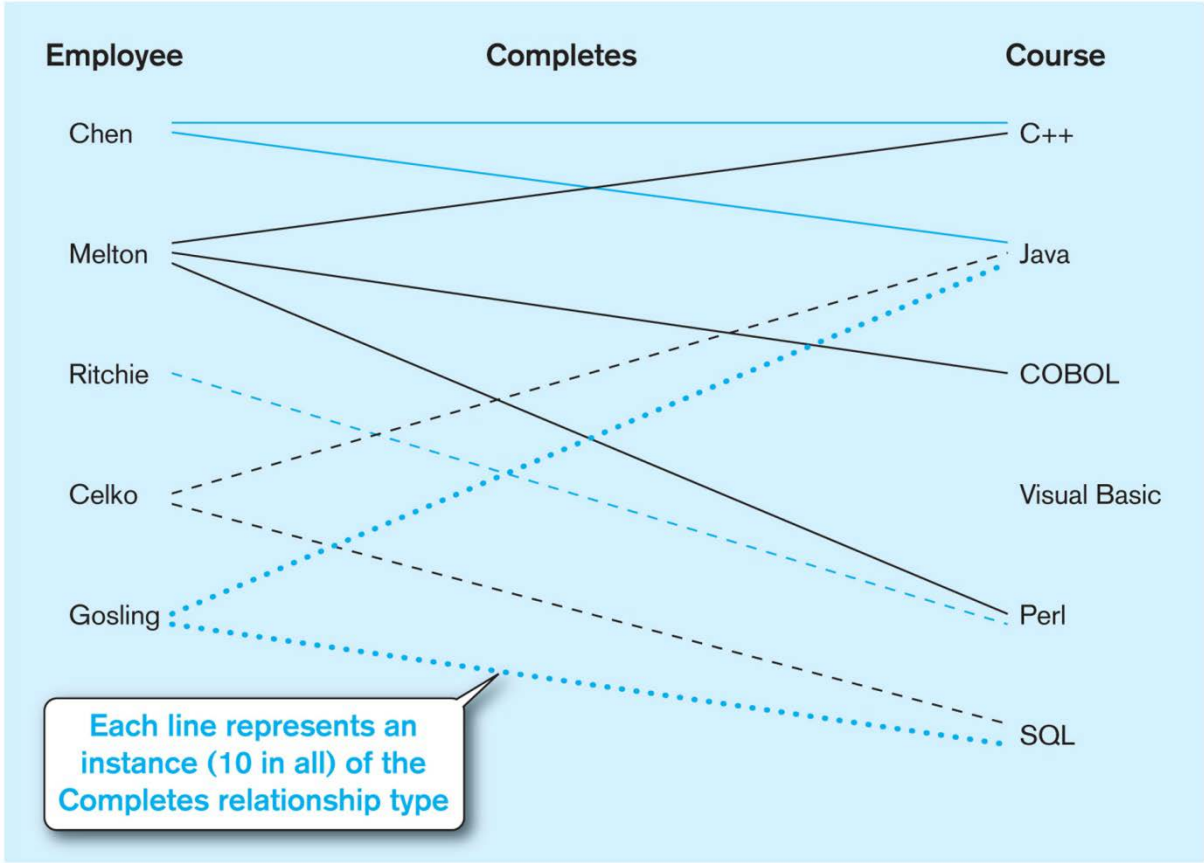 Employee Completes Course
Chen C++
Melton Java
Ritchie COBOL
Celko Visual Basic
Gosling Perl
SQL
Each line represents an
instance (10 in all) of the
Completes relationship type